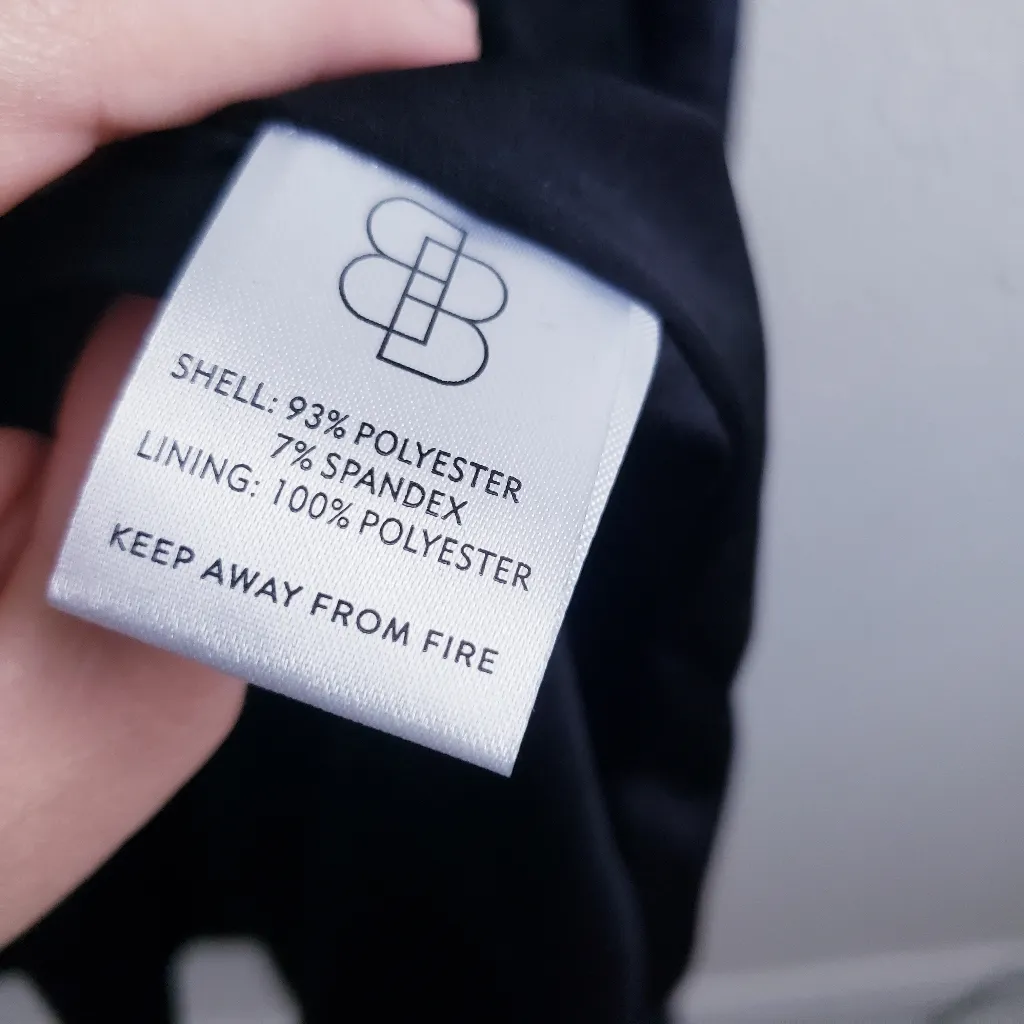 SHELL: 93% POLYESTER
7% SPANDEX
LINING: 100% POLYESTER
KEEP AWAY FROM FIRE